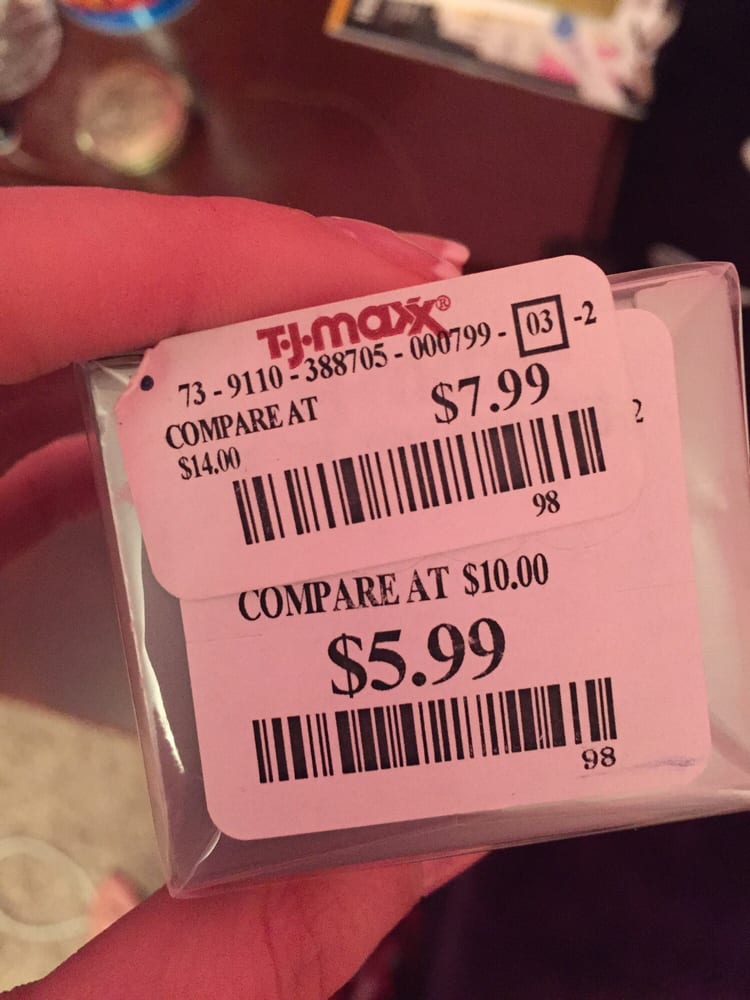 T·J·maxx®
73 - 9110 - 388705 - 000799 - 03 -2
COMPARE AT
$14.00
$7.99
98
2
COMPARE AT $10.00
$5.99
98